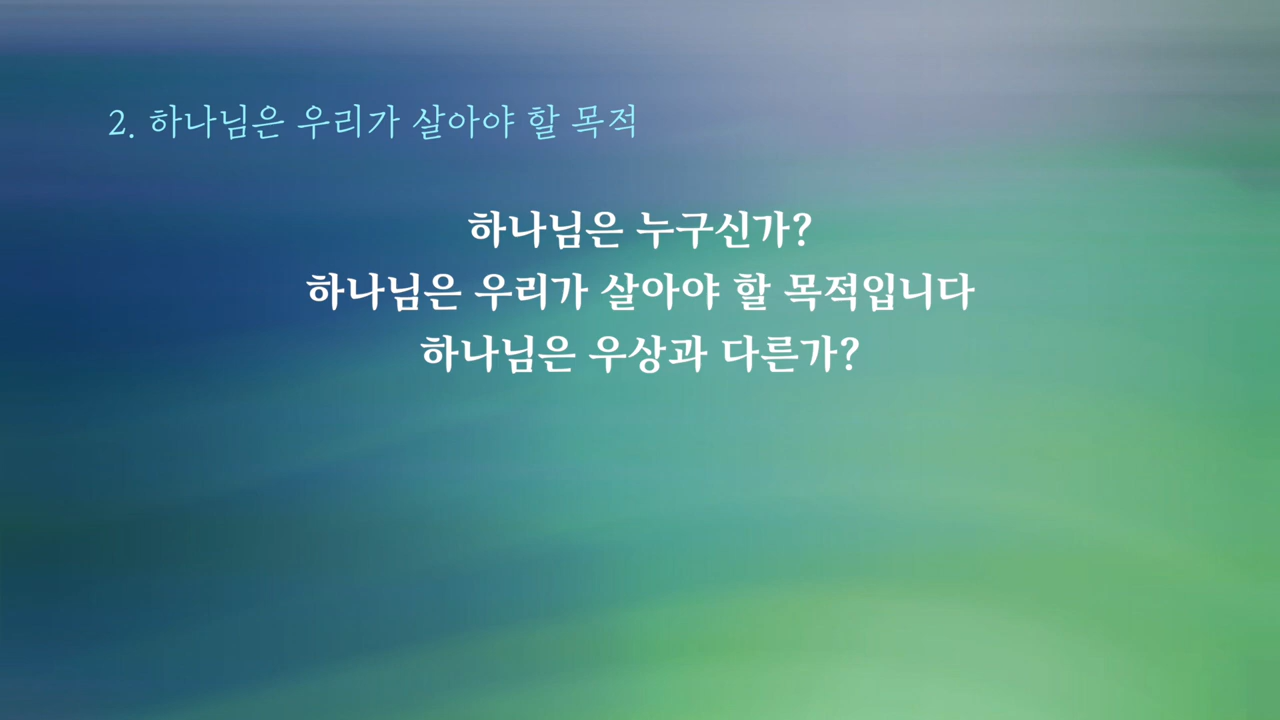 2. 하나님은 우리가 살아야 할 목적
하나님은 누구신가?
하나님은 우리가 살아야 할 목적입니다
하나님은 우상과 다른가?